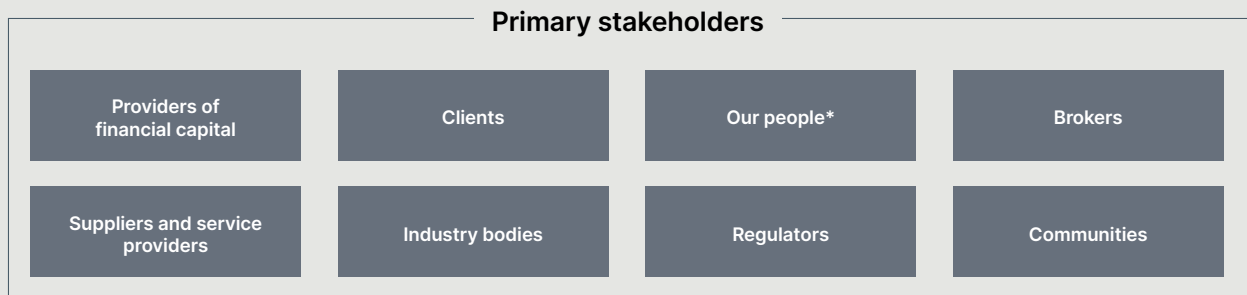 Primary stakeholders
Providers of
financial capital
Clients
Our people*
Brokers
Suppliers and service
providers
Industry bodies
Regulators
Communities